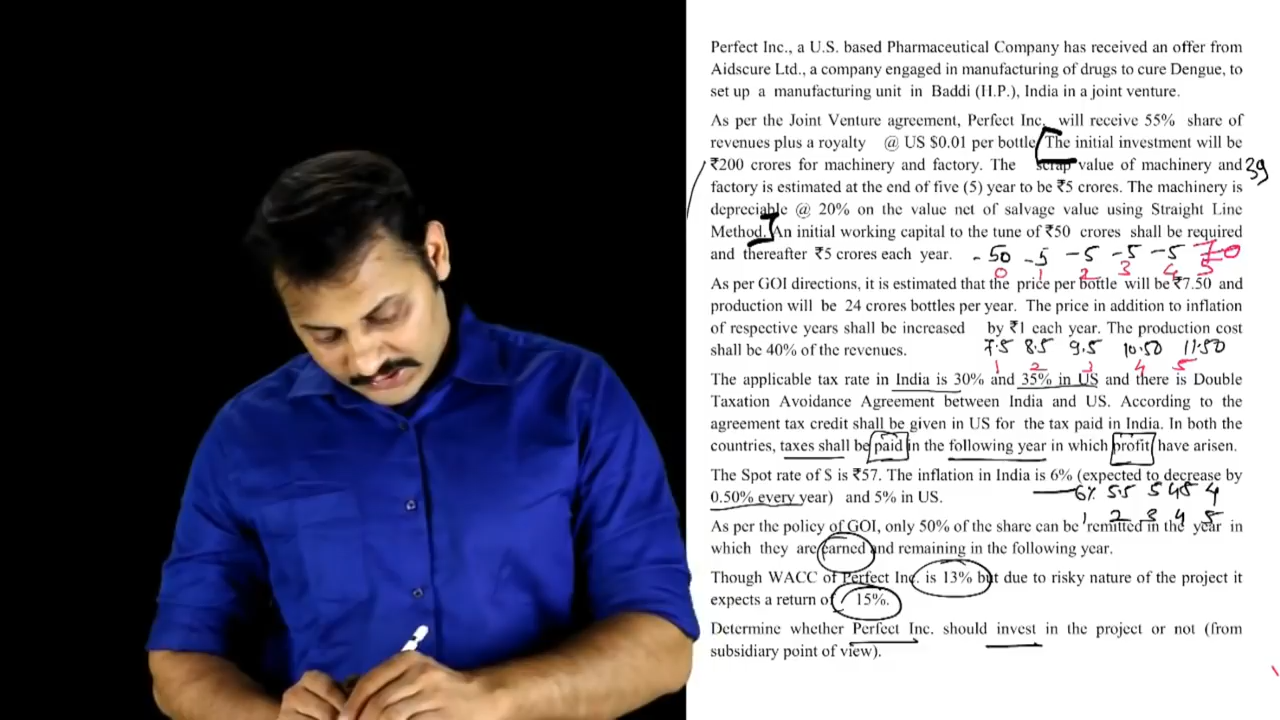 Perfect Inc., a U.S. based Pharmaceutical Company has received an offer from
Aidscure Ltd., a company engaged in manufacturing of drugs to cure Dengue, to
set up a manufacturing unit in Baddi (H.P.), India in a joint venture.
As per the Joint Venture agreement, Perfect Inc. will receive 55% share of
revenues plus a royalty @ US $0.01 per bottle. The initial investment will be
₹200 crores for machinery and factory. The scrap value of machinery and 39
factory is estimated at the end of five (5) year to be ₹5 crores. The machinery is
depreciable @ 20% on the value net of salvage value using Straight Line
Method. An initial working capital to the tune of ₹50 crores shall be required
and thereafter ₹5 crores each year. - 50 -5 -5 -5 -5 70
0 1 2 3 4 5
As per GOI directions, it is estimated that the price per bottle will be ₹7.50 and
production will be 24 crores bottles per year. The price in addition to inflation
of respective years shall be increased by ₹1 each year. The production cost
shall be 40% of the revenues. 7.5 8.5 9.5 10.50 11.50
1 2 3 4 5
The applicable tax rate in India is 30% and 35% in US and there is Double
Taxation Avoidance Agreement between India and US. According to the
agreement tax credit shall be given in US for the tax paid in India. In both the
countries, taxes shall be paid in the following year in which profit have arisen.
The Spot rate of $ is ₹57. The inflation in India is 6% (expected to decrease by
0.50% every year) and 5% in US. 6% 5.5 5 4.5 4
1 2 3 4 5
As per the policy of GOI, only 50% of the share can be remitted in the year in
which they are earned and remaining in the following year.
Though WACC of Perfect Inc. is 13% but due to risky nature of the project it
expects a return of 15%.
Determine whether Perfect Inc. should invest in the project or not (from
subsidiary point of view).